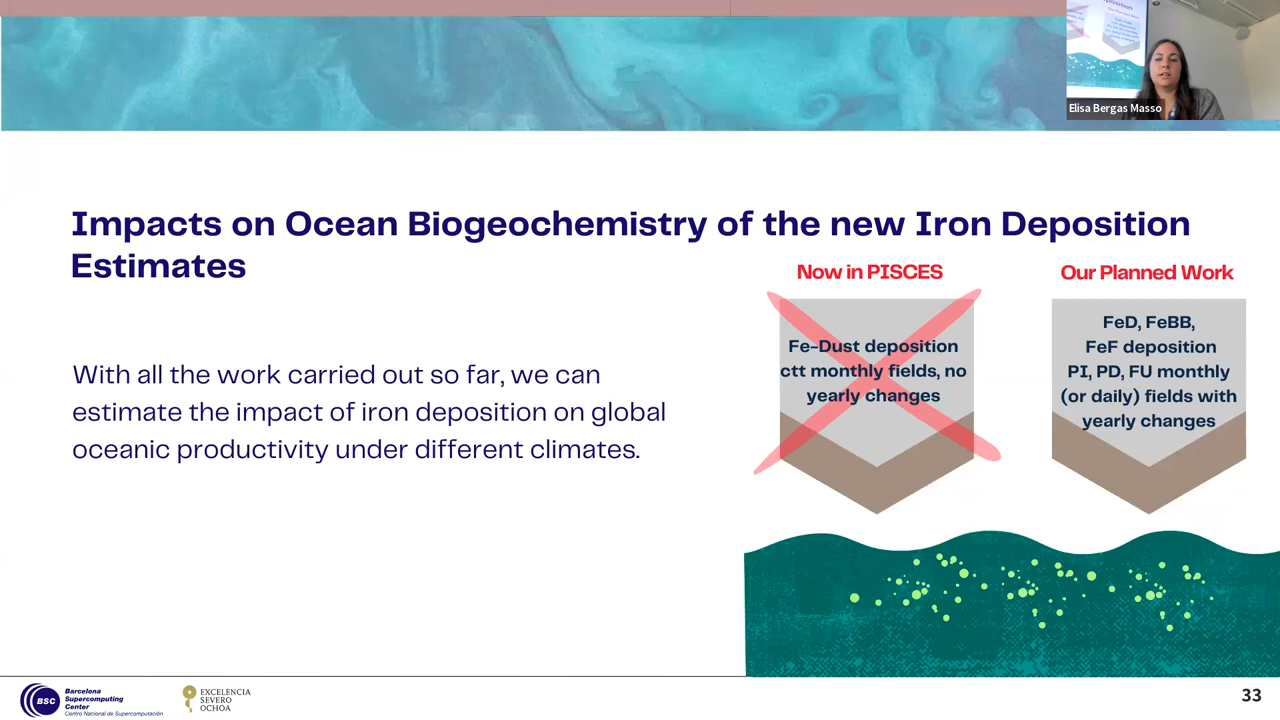 Elisa Bergas Masso
Impacts on Ocean Biogeochemistry of the new Iron Deposition
Estimates
Now in PISCES
Our Planned Work
Fe-Dust deposition
ctt monthly fields, no
yearly changes
FeD, FeBB,
FeF deposition
PI, PD, FU monthly
(or daily) fields with
yearly changes
With all the work carried out so far, we can
estimate the impact of iron deposition on global
oceanic productivity under different climates.
BSC
Barcelona
Supercomputing
Center
Centro Nacional de Supercomputación
EXCELENCIA
SEVERO
OCHOA
33